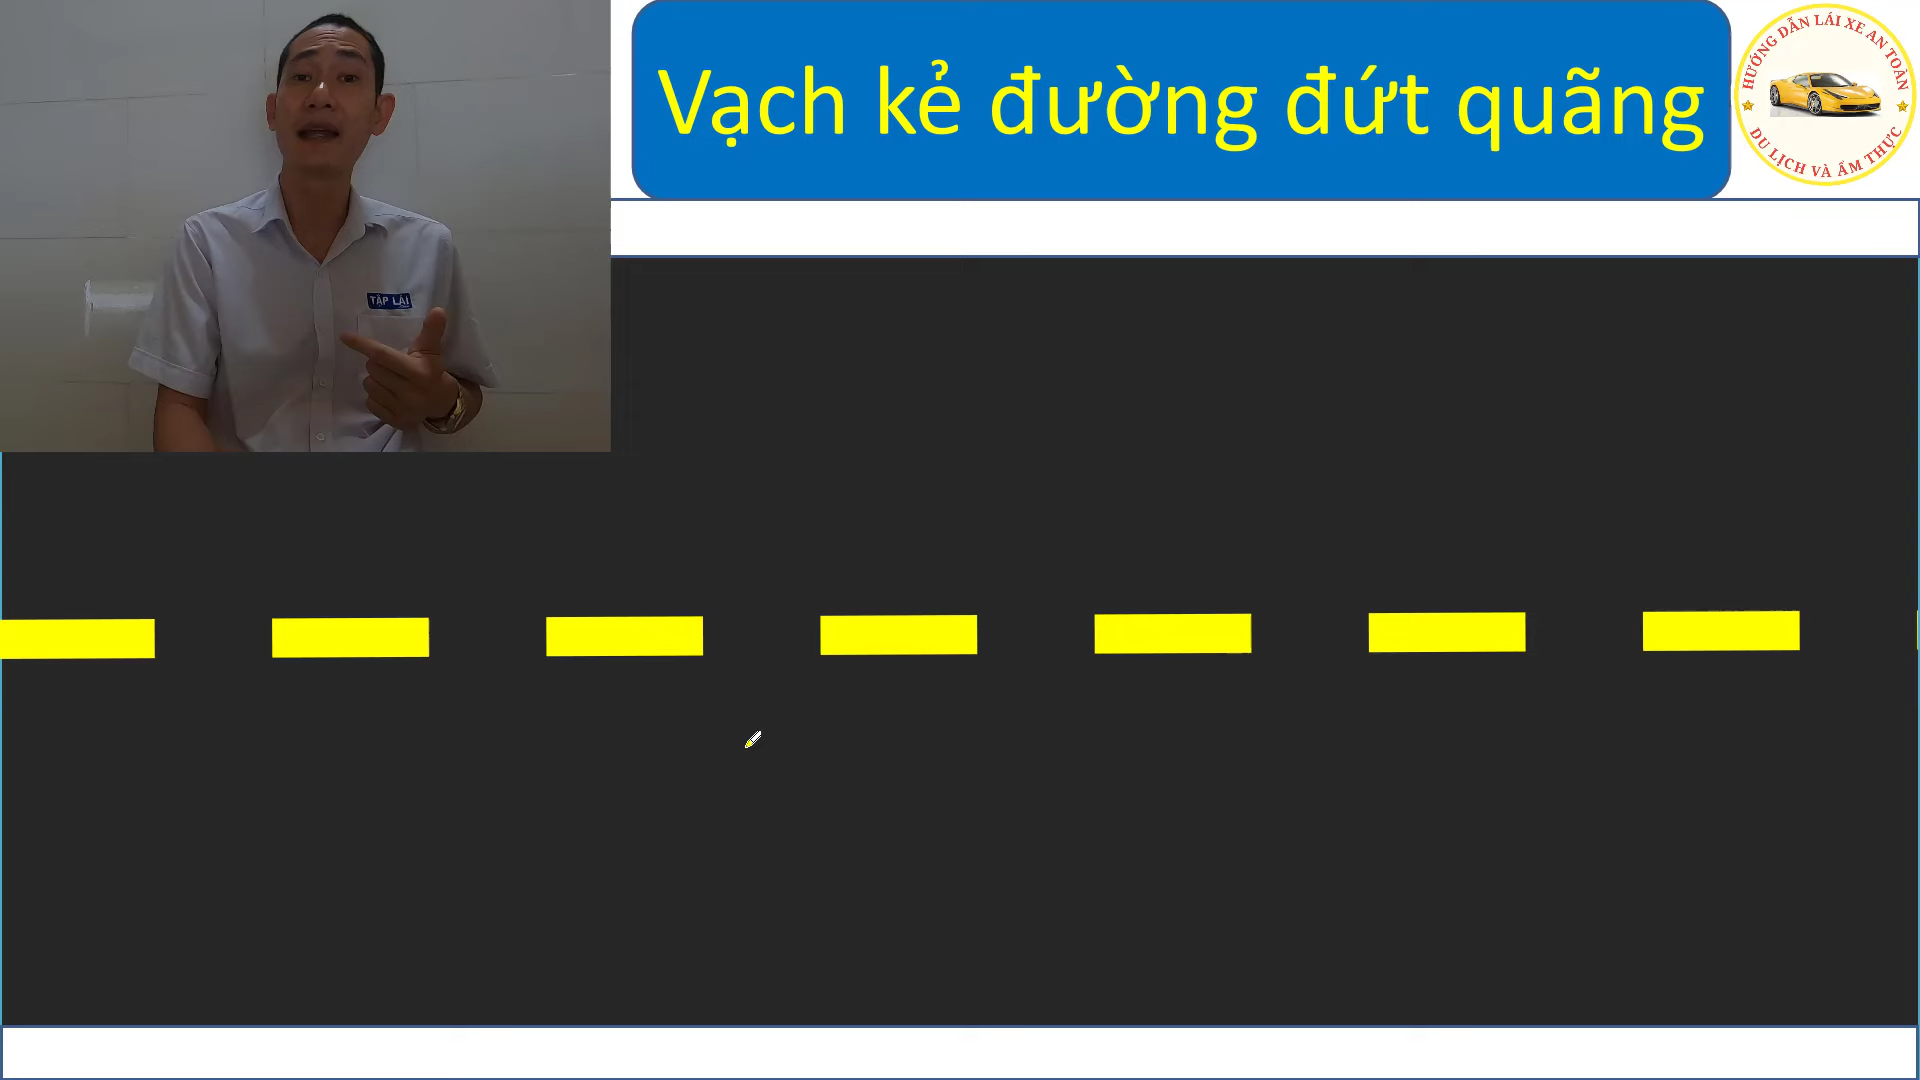 Vạch kẻ đường đứt quãng
HƯỚNG DẪN LÁI XE AN TOÀN
DU LỊCH VÀ ẨM THỰC
TẬP LÁI